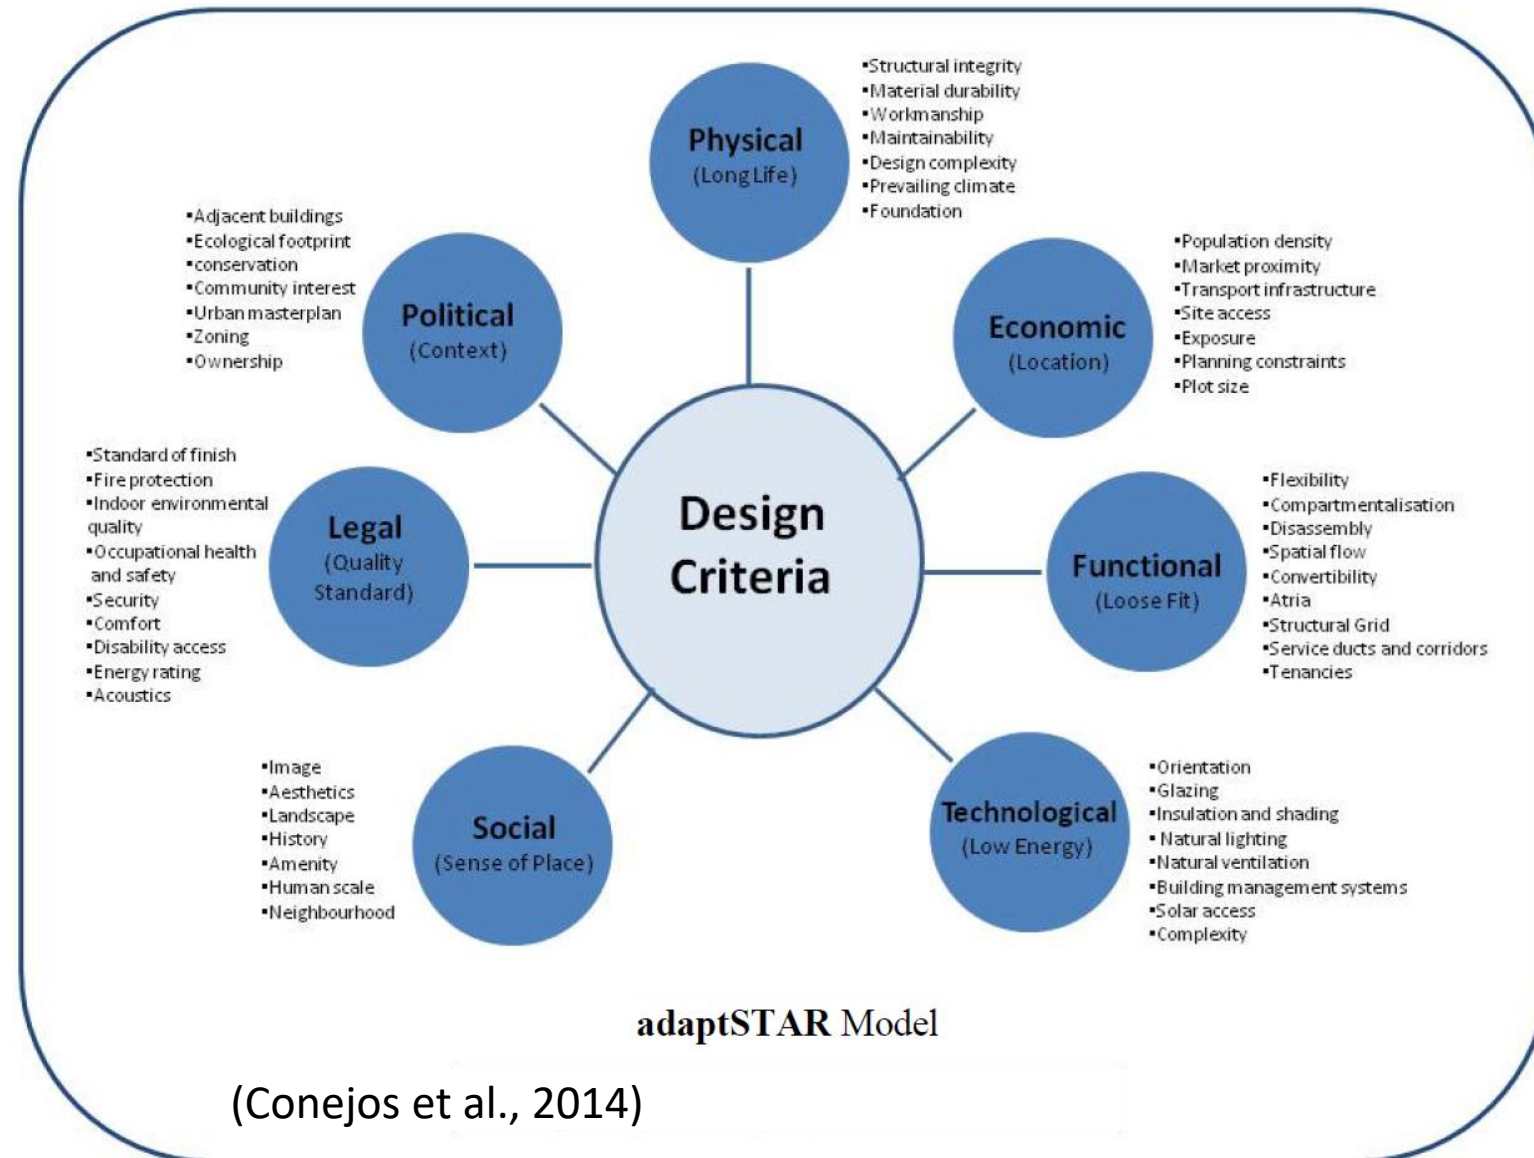 Physical
(Long Life)
▪Structural integrity
▪Material durability
▪Workmanship
▪Maintainability
▪Design complexity
▪Prevailing climate
▪Foundation
Economic
(Location)
▪Population density
▪Market proximity
▪Transport infrastructure
▪Site access
▪Exposure
▪Planning constraints
▪Plot size
Functional
(Loose Fit)
▪Flexibility
▪Compartmentalisation
▪Disassembly
▪Spatial flow
▪Convertibility
▪Atria
▪Structural Grid
▪Service ducts and corridors
▪Tenancies
Technological
(Low Energy)
▪Orientation
▪Glazing
▪Insulation and shading
▪Natural lighting
▪Natural ventilation
▪Building management systems
▪Solar access
▪Complexity
Social
(Sense of Place)
▪Image
▪Aesthetics
▪Landscape
▪History
▪Amenity
▪Human scale
▪Neighbourhood
Legal
(Quality
Standard)
▪Standard of finish
▪Fire protection
▪Indoor environmental
quality
▪Occupational health
and safety
▪Security
▪Comfort
▪Disability access
▪Energy rating
▪Acoustics
Political
(Context)
▪Adjacent buildings
▪Ecological footprint
▪conservation
▪Community interest
▪Urban masterplan
▪Zoning
▪Ownership
Design
Criteria
adaptSTAR Model
(Conejos et al., 2014)